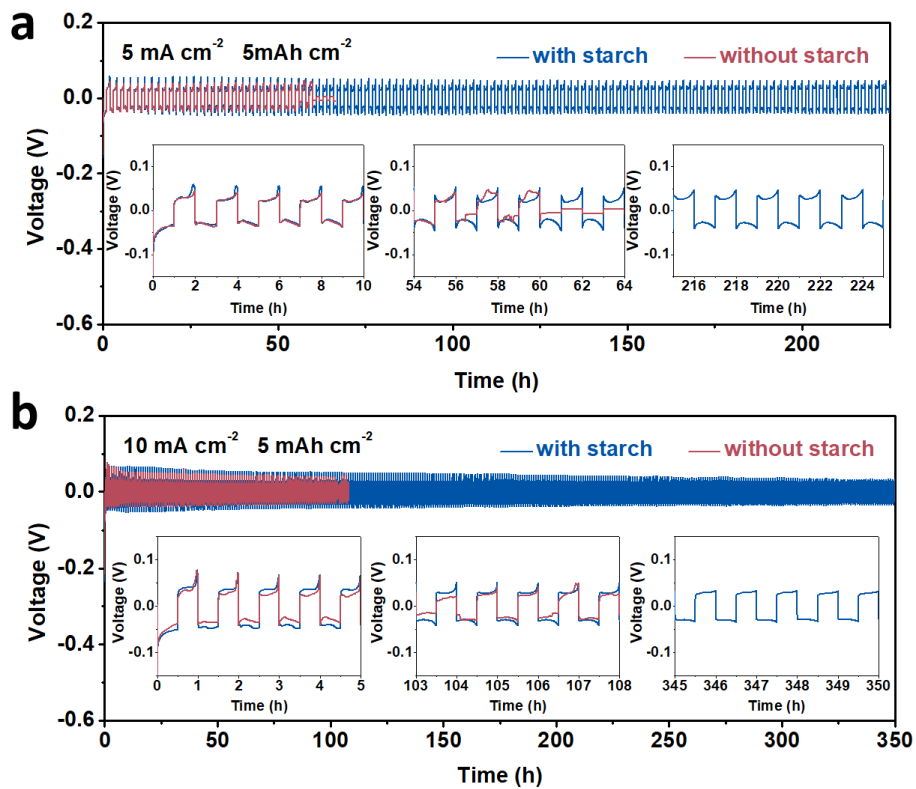 a
5 mA cm⁻² 5mAh cm⁻²
with starch without starch
Voltage (V)
0.2
0.0
-0.2
-0.4
-0.6
0 50 100 150 200
Time (h)
Voltage (V)
0.1
0.0
-0.1
0 2 4 6 8 10
Time (h)
Voltage (V)
0.1
0.0
-0.1
54 56 58 60 62 64
Time (h)
Voltage (V)
0.1
0.0
-0.1
216 218 220 222 224
Time (h)
b
10 mA cm⁻² 5 mAh cm⁻²
with starch without starch
Voltage (V)
0.2
0.0
-0.2
-0.4
-0.6
0 50 100 150 200 250 300 350
Time (h)
Voltage (V)
0.1
0.0
-0.1
0 1 2 3 4 5
Time (h)
Voltage (V)
0.1
0.0
-0.1
103 104 105 106 107 108
Time (h)
Voltage (V)
0.1
0.0
-0.1
345 346 347 348 349 350
Time (h)